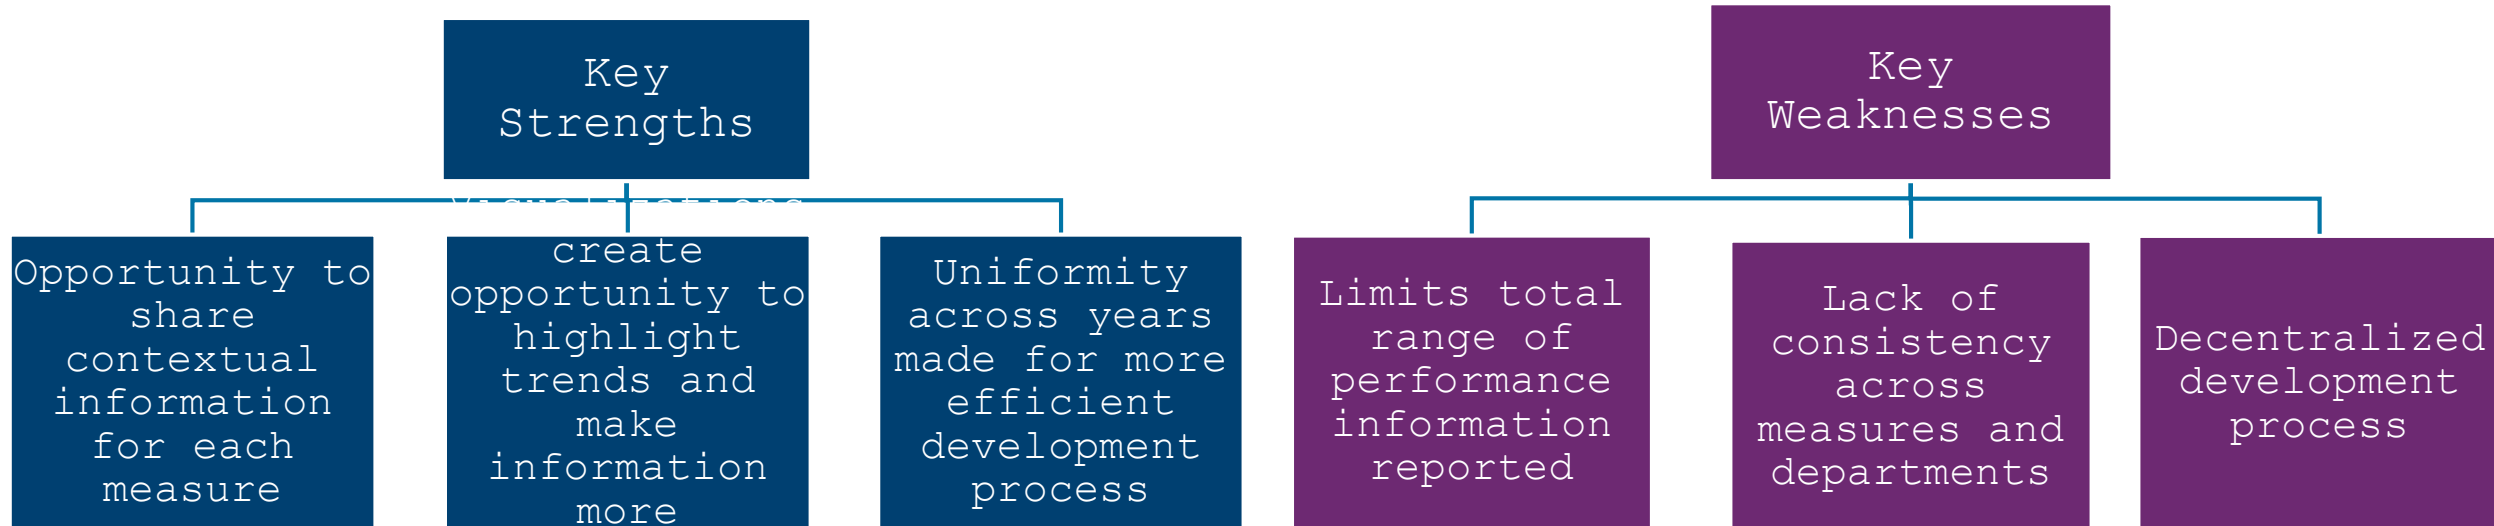 Key
Strengths
Opportunity to
share
contextual
information
for each
measure
Visualizations
create
opportunity to
highlight
trends and
make
information
more
Uniformity
across years
made for more
efficient
development
process
Key
Weaknesses
Limits total
range of
performance
information
reported
Lack of
consistency
across
measures and
departments
Decentralized
development
process